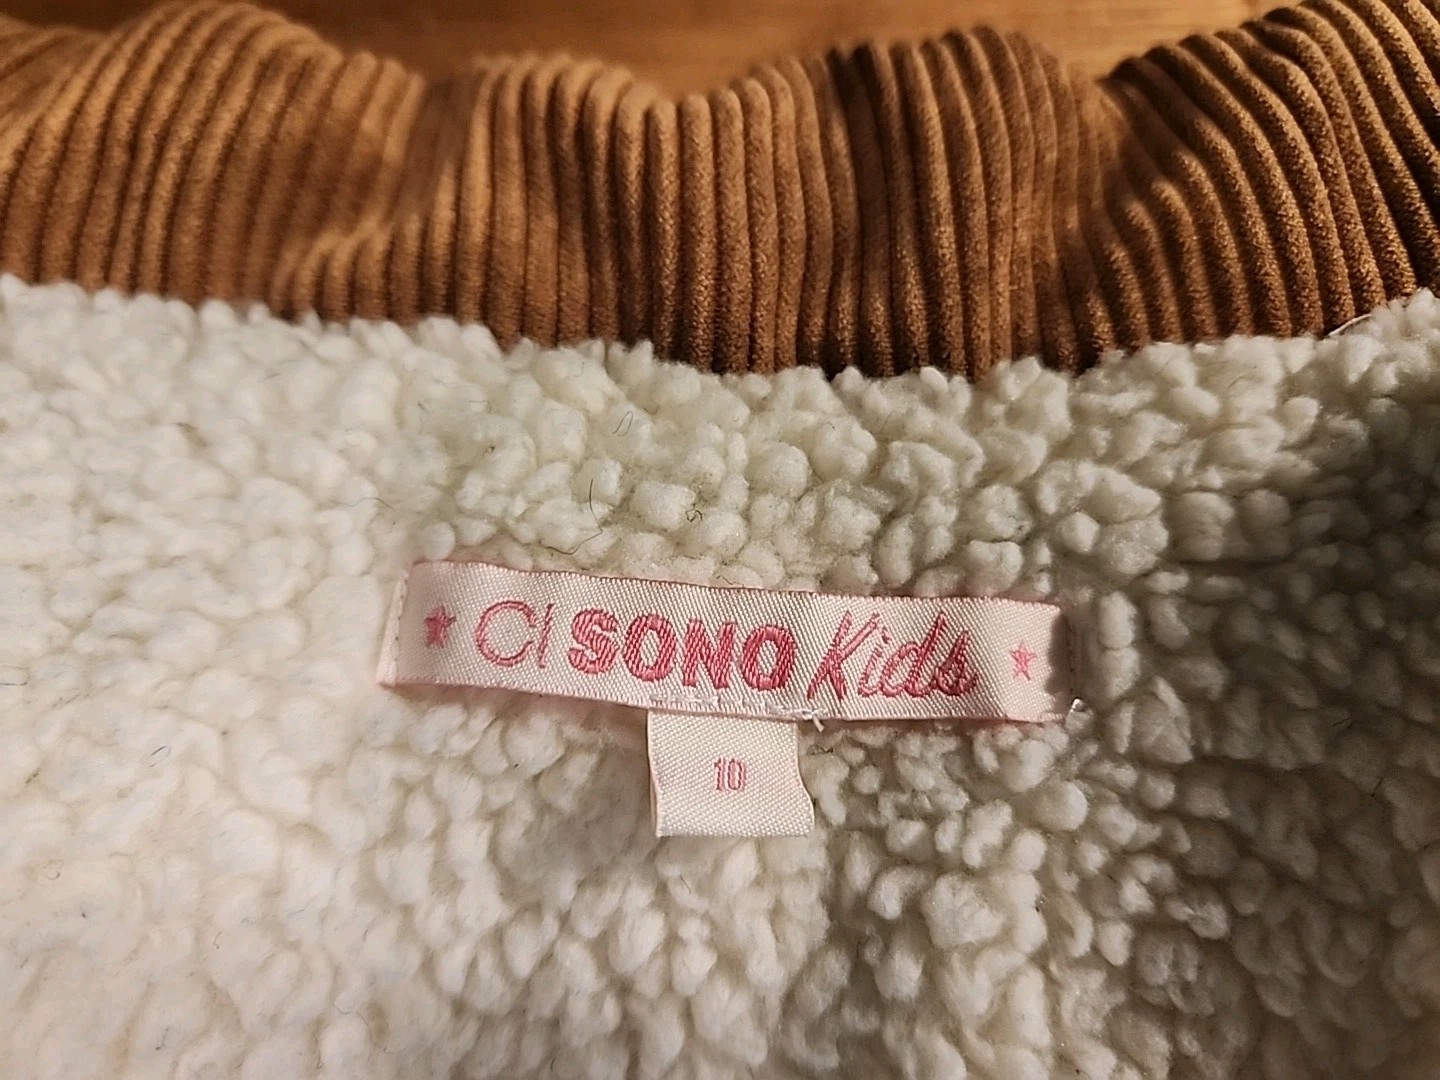 ★ CI SONO Kids ★
10